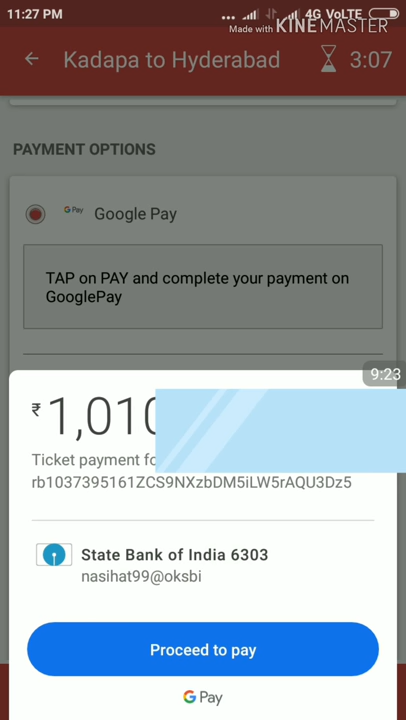 11:27 PM
4G VoLTE
Made with KINEMASTER
Kadapa to Hyderabad
3:07
PAYMENT OPTIONS
G Pay Google Pay
TAP on PAY and complete your payment on
GooglePay
9:23
₹1,010
Ticket payment fo
rb1037395161ZCS9NXzbDM5iLW5rAQU3Dz5
State Bank of India 6303
nasihat99@oksbi
Proceed to pay
G Pay